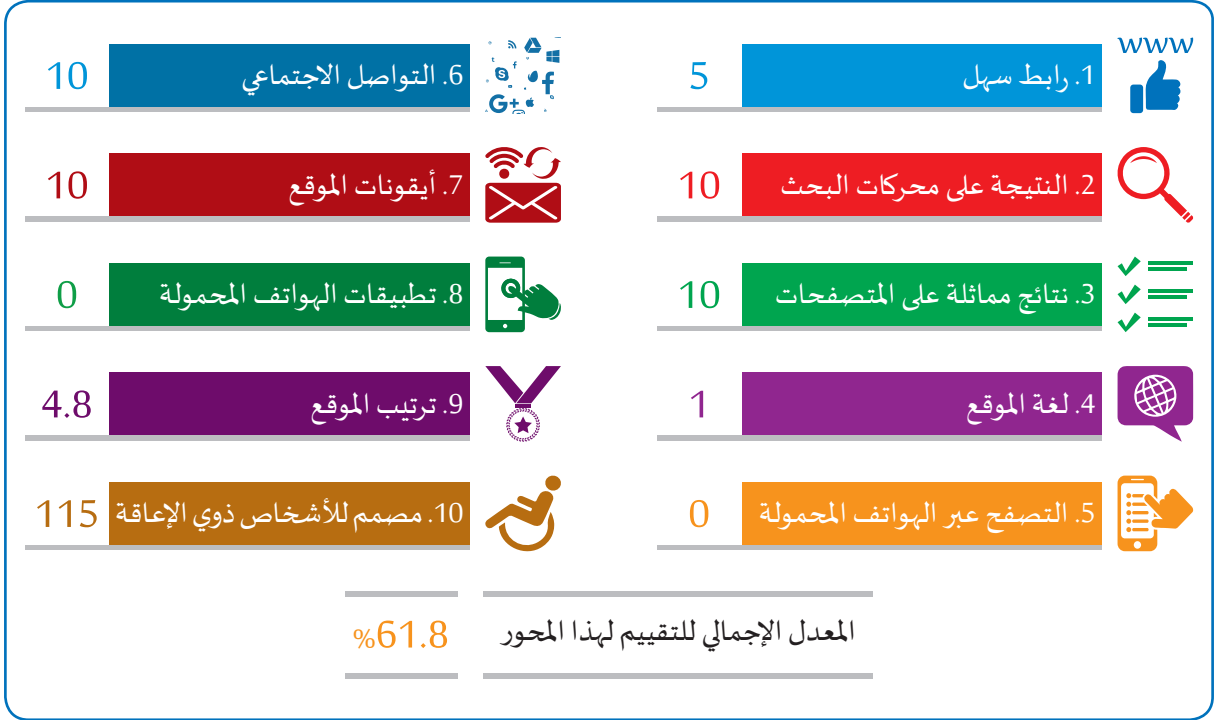 www
1. رابط سهل
5
2. النتيجة على محركات البحث
10
3. نتائج مماثلة على المتصفحات
10
4. لغة الموقع
1
5. التصفح عبر الهواتف المحمولة
0
6. التواصل الاجتماعي
10
7. أيقونات الموقع
10
8. تطبيقات الهواتف المحمولة
0
9. ترتيب الموقع
4.8
10. مصمم للأشخاص ذوي الإعاقة
115
المعدل الإجمالي للتقييم لهذا المحور
%61.8